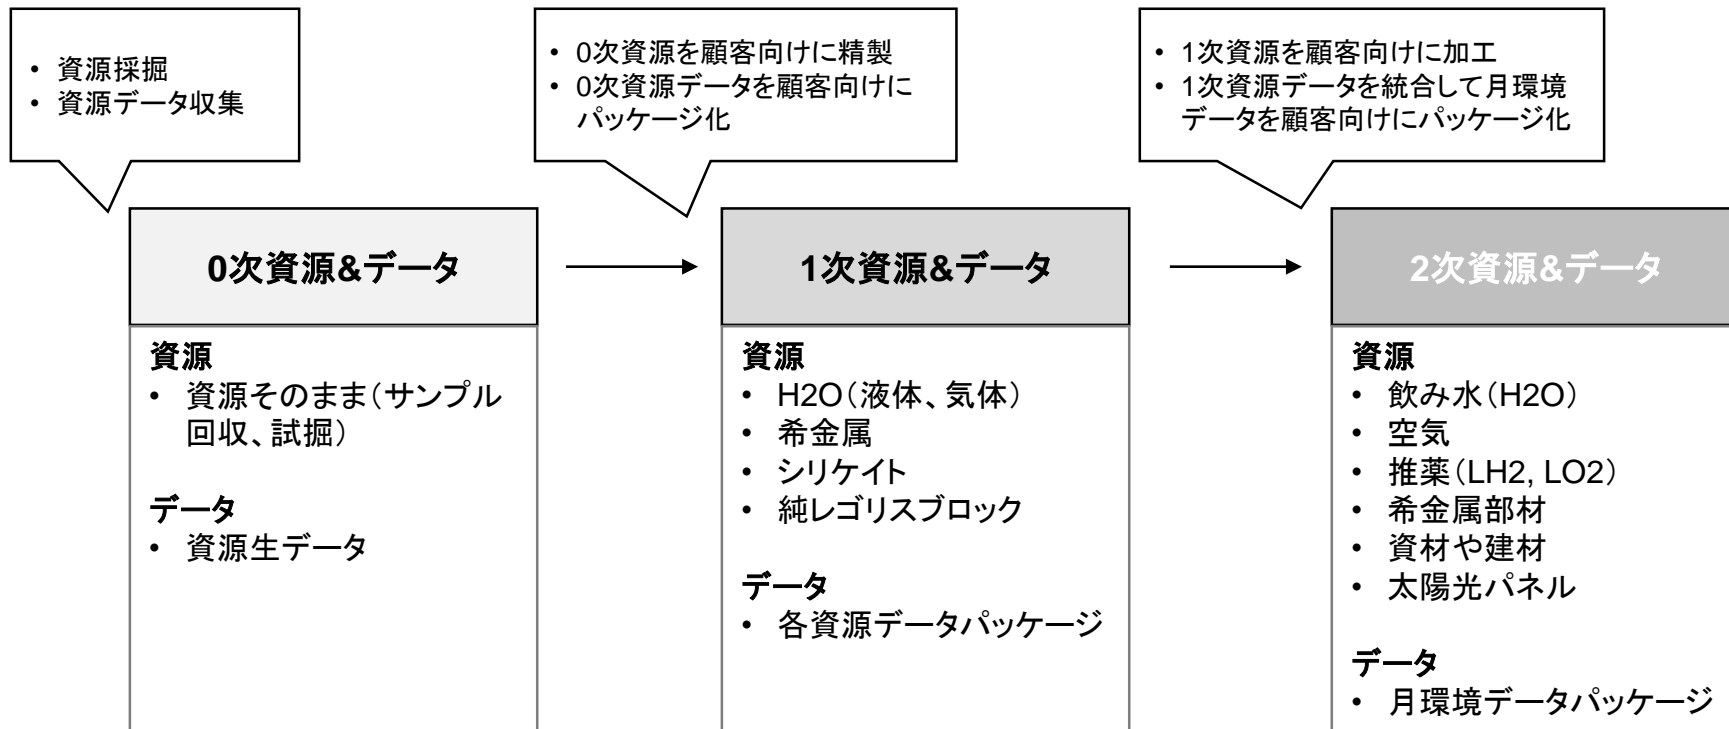 • 資源採掘
• 資源データ収集
• 0次資源を顧客向けに精製
• 0次資源データを顧客向けに
パッケージ化
• 1次資源を顧客向けに加工
• 1次資源データを統合して月環境
データを顧客向けにパッケージ化
0次資源&データ
資源
• 資源そのまま（サンプル
回収、試掘）
データ
• 資源生データ
1次資源&データ
資源
• H2O（液体、気体）
• 希金属
• シリケイト
• 純レゴリスブロック
データ
• 各資源データパッケージ
2次資源&データ
資源
• 飲み水（H2O）
• 空気
• 推薬（LH2, LO2）
• 希金属部材
• 資材や建材
• 太陽光パネル
データ
• 月環境データパッケージ